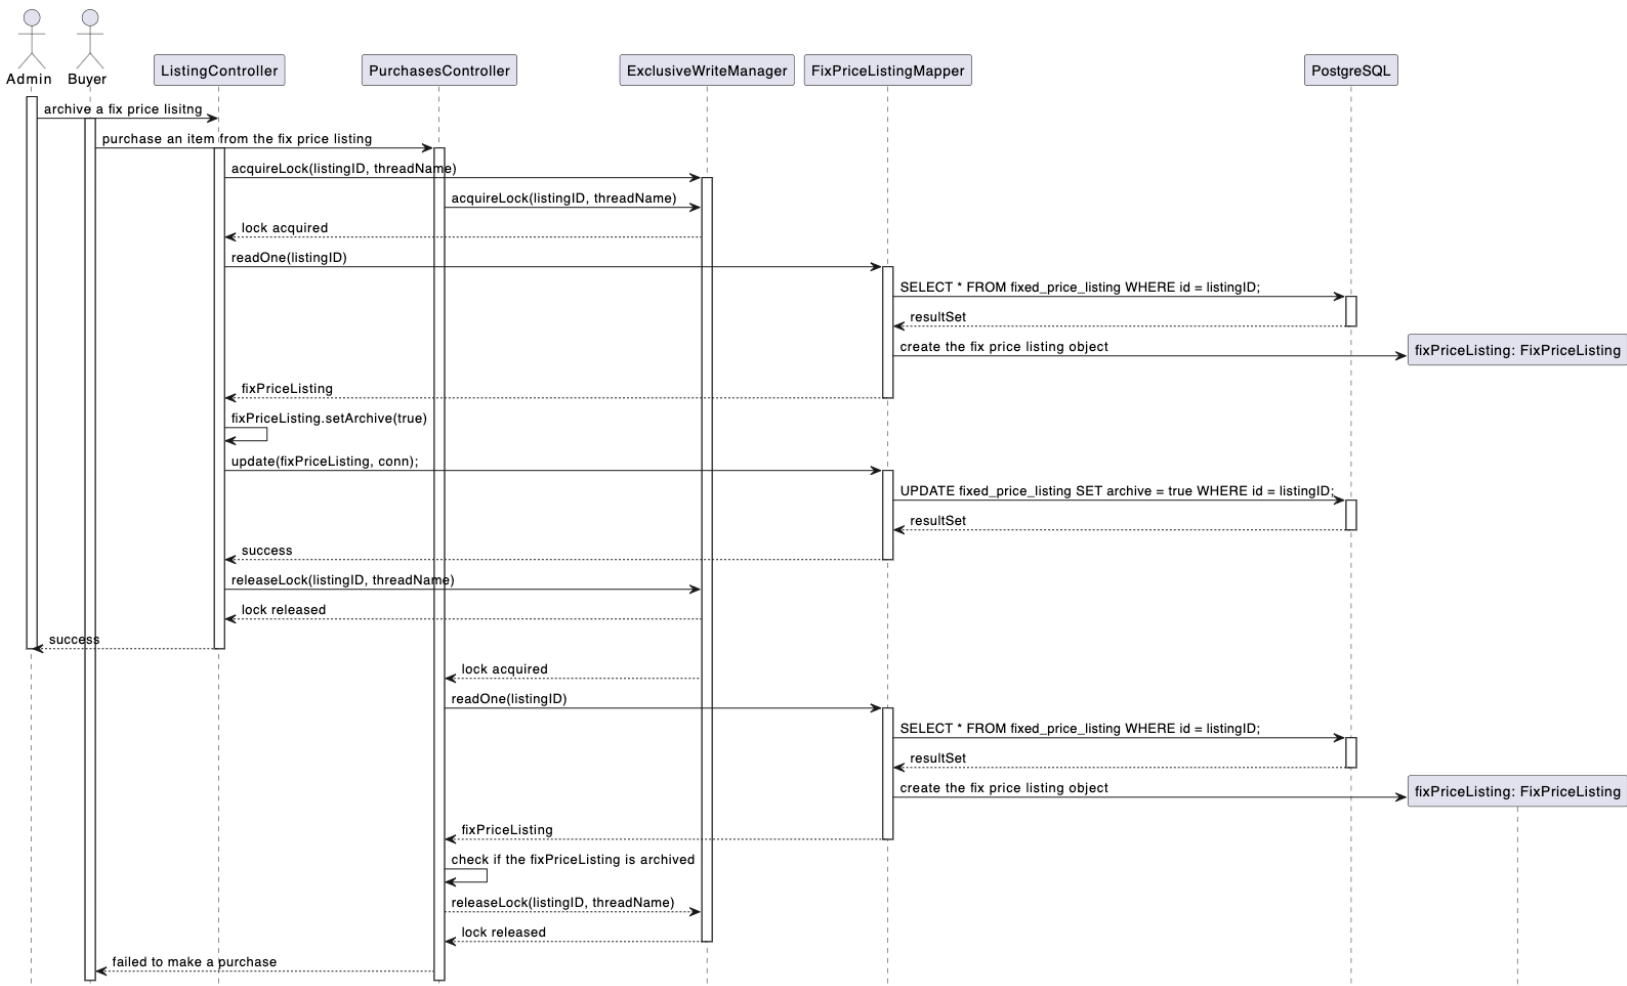 Admin
Buyer
ListingController
PurchasesController
ExclusiveWriteManager
FixPriceListingMapper
PostgreSQL
archive a fix price lisitng
purchase an item from the fix price listing
acquireLock(listingID, threadName)
acquireLock(listingID, threadName)
lock acquired
readOne(listingID)
SELECT * FROM fixed_price_listing WHERE id = listingID;
resultSet
create the fix price listing object
fixPriceListing: FixPriceListing
fixPriceListing
fixPriceListing.setArchive(true)
update(fixPriceListing, conn);
UPDATE fixed_price_listing SET archive = true WHERE id = listingID;
resultSet
success
releaseLock(listingID, threadName)
lock released
success
lock acquired
readOne(listingID)
SELECT * FROM fixed_price_listing WHERE id = listingID;
resultSet
create the fix price listing object
fixPriceListing: FixPriceListing
fixPriceListing
check if the fixPriceListing is archived
releaseLock(listingID, threadName)
lock released
failed to make a purchase